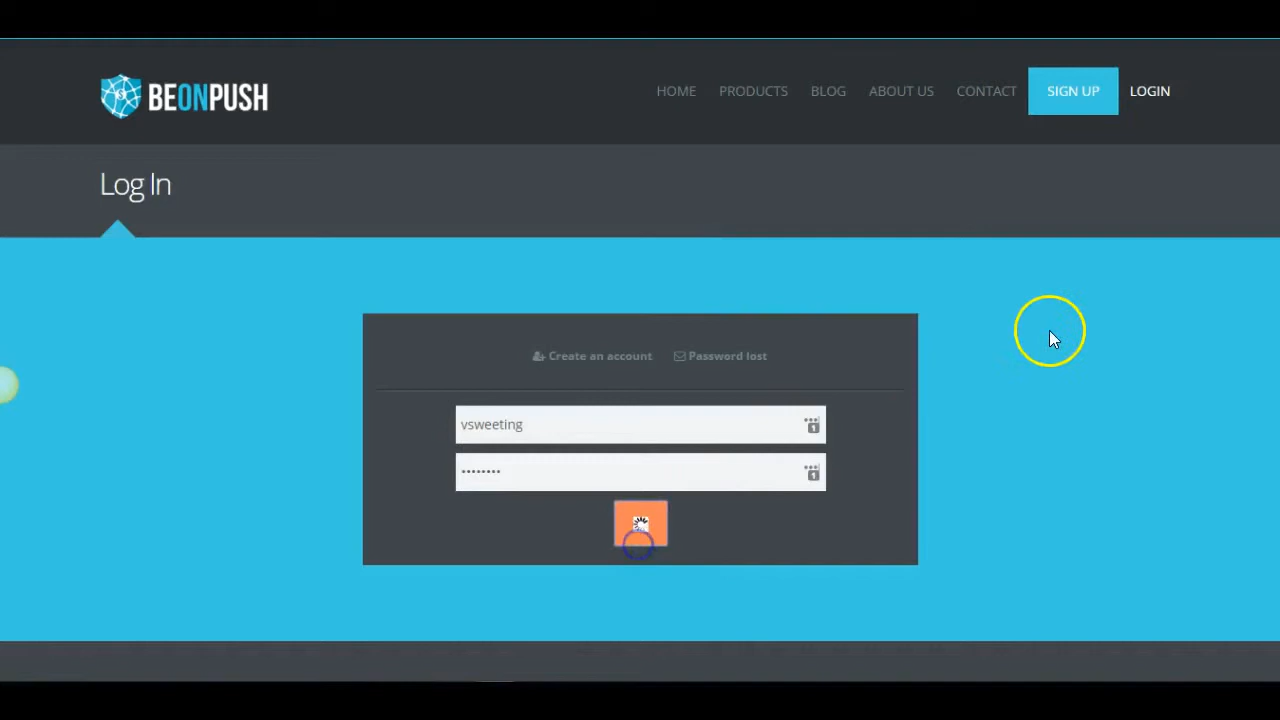 BEONPUSH
HOME PRODUCTS BLOG ABOUT US CONTACT SIGN UP LOGIN
Log In
Create an account Password lost
vsweeting
••••••••